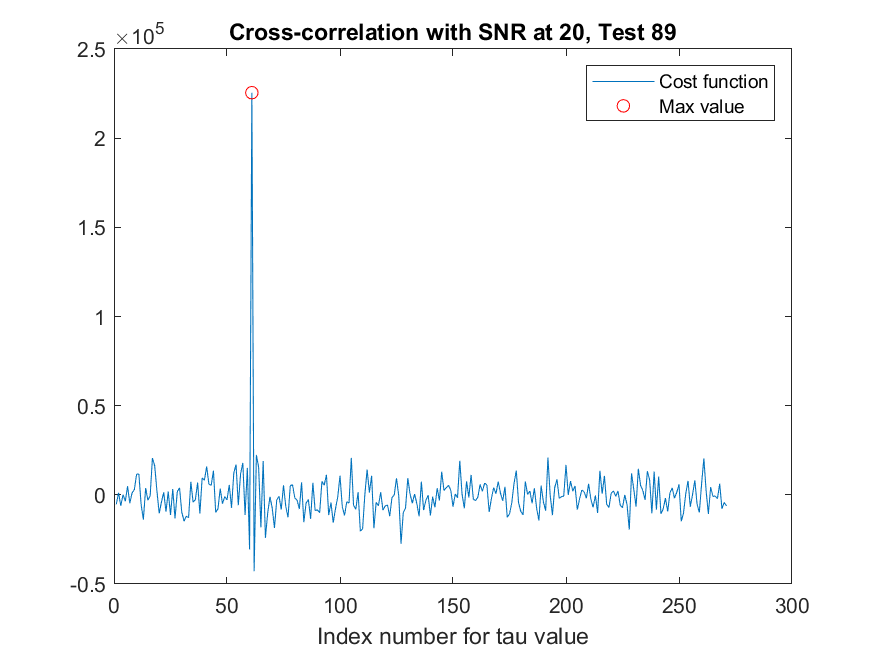 Cross-correlation with SNR at 20, Test 89
×10^5
2.5
2
1.5
1
0.5
0
-0.5
0 50 100 150 200 250 300
Index number for tau value
Cost function
Max value